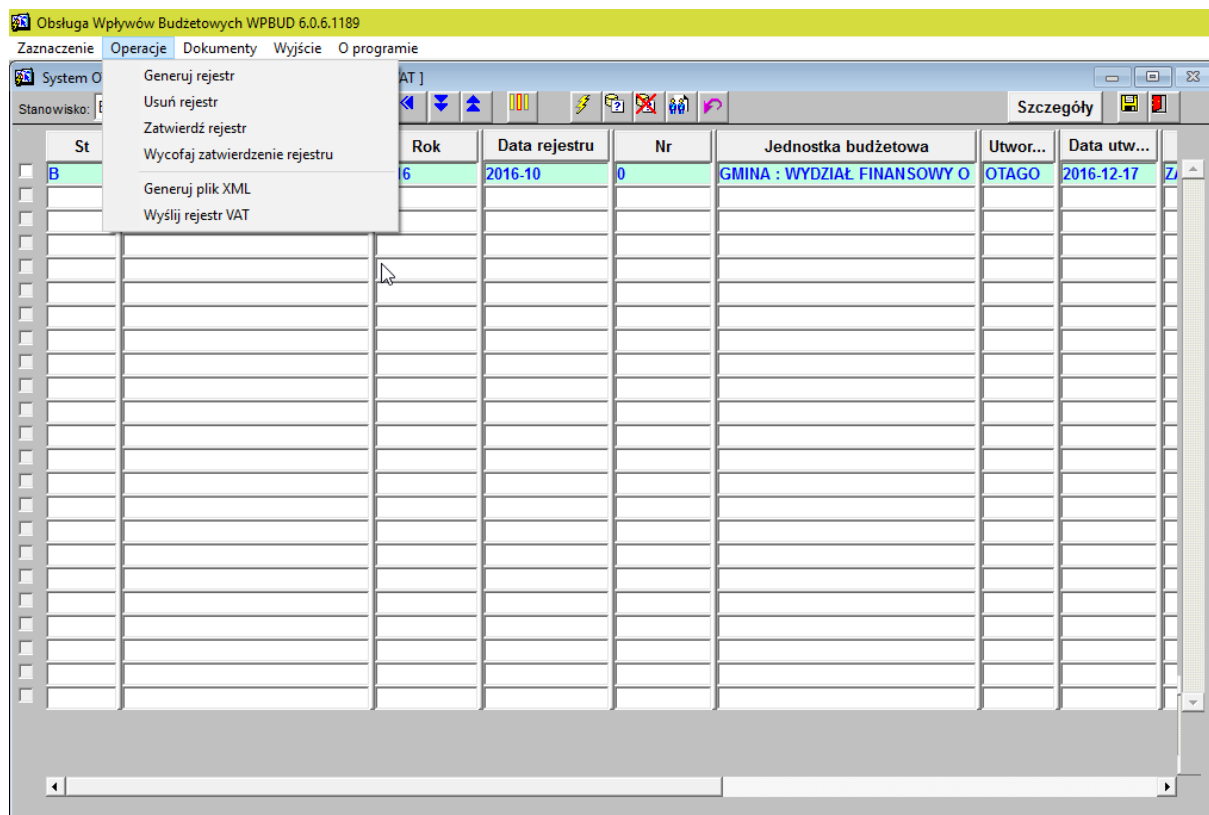 Obsługa Wpływów Budżetowych WPBUD 6.0.6.1189
Zaznaczenie Operacje Dokumenty Wyjście O programie
System O VAT ]
Generuj rejestr
Stanowisko: Szczegóły
Usuń rejestr
Zatwierdź rejestr
Wycofaj zatwierdzenie rejestru
Generuj plik XML
Wyślij rejestr VAT
St Rok Data rejestru Nr Jednostka budżetowa Utwor... Data utw...
B 6 2016-10 0 GMINA : WYDZIAŁ FINANSOWY O OTAGO 2016-12-17